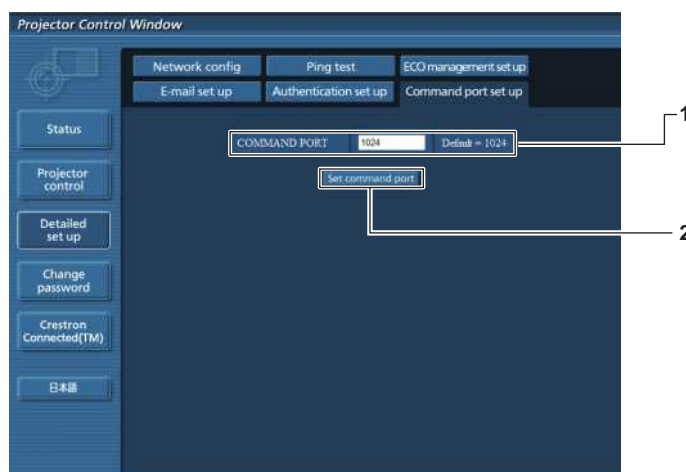 Projector Control Window
Network config
Ping test
ECO management set up
E-mail set up
Authentication set up
Command port set up
Status
COMMAND PORT 1024 Default = 1024
1
Set command port
2
Projector
control
Detailed
set up
Change
password
Crestron
Connected(TM)
日本語